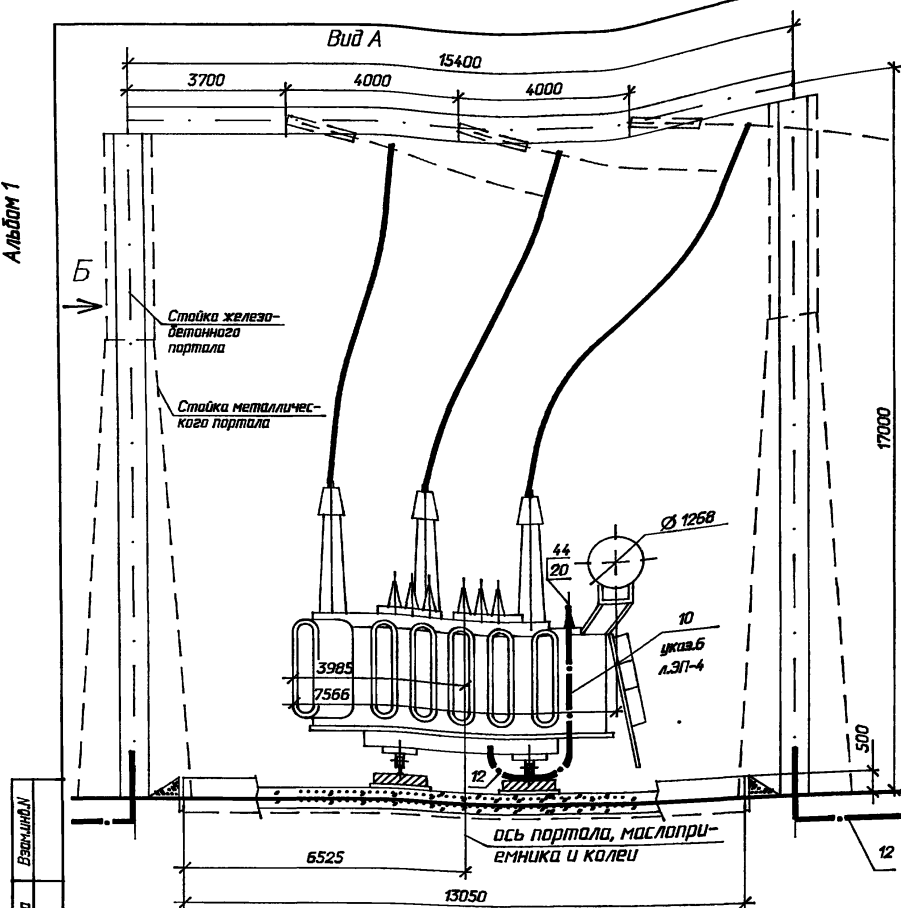 Вид А
15400
3700
4000
4000
Альбом 1
Б
Стойка железо-
бетонного
портала
Стойка металличес-
кого портала
17000
Ø 1268
44
20
10
указ.6
л.ЭП-4
3985
7566
500
12
Взам.инв.N
ось портала, маслопри-
емника и колеи
12
6525
13050